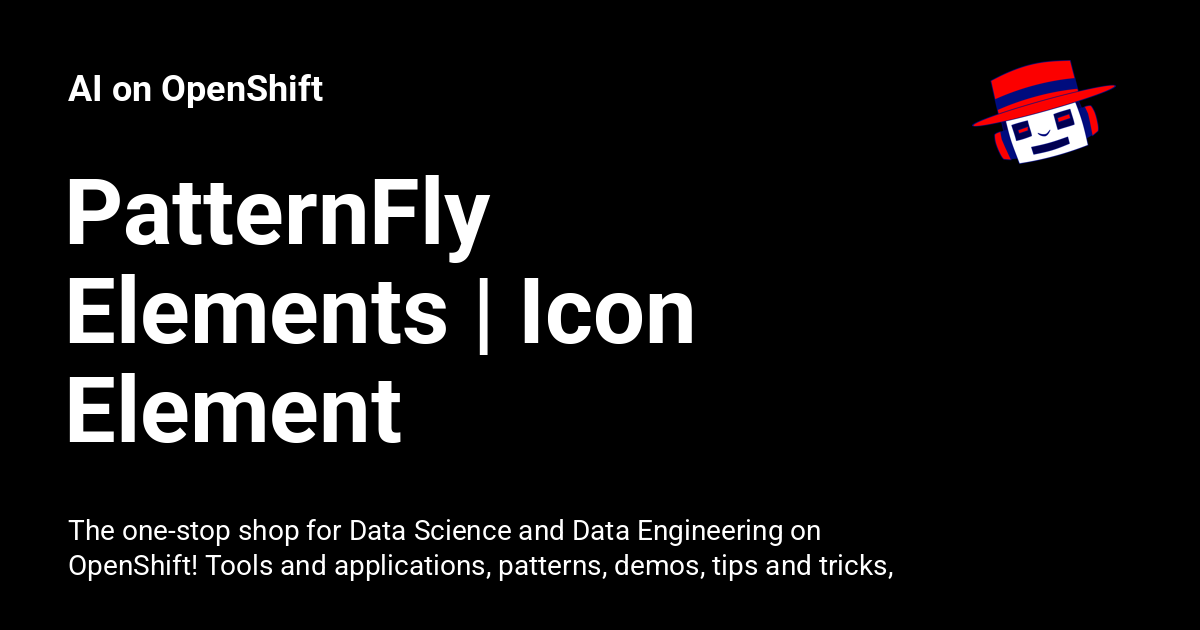 AI on OpenShift
PatternFly
Elements | Icon
Element
The one-stop shop for Data Science and Data Engineering on
OpenShift! Tools and applications, patterns, demos, tips and tricks,